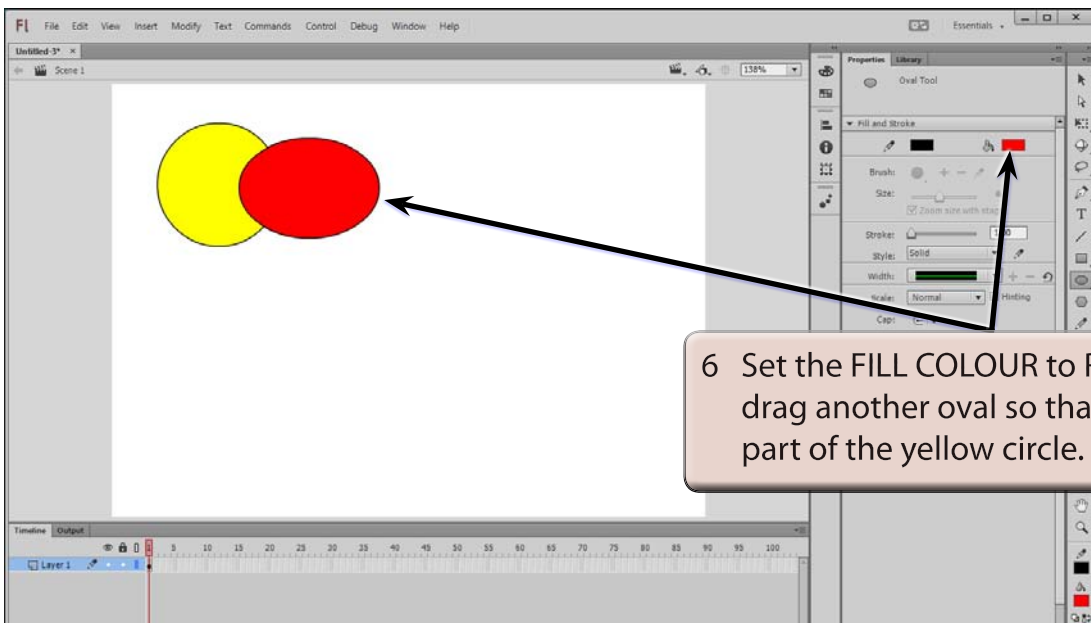 Fl File Edit View Insert Modify Text Commands Control Debug Window Help Essentials
Untitled-3* ×
Scene 1 138%
Properties Library
Oval Tool
Fill and Stroke
Brush:
Size:
Zoom size with
Stroke:
Style: Solid
Width:
Scale: Normal Hinting
Cap:
6 Set the FILL COLOUR to
drag another oval so
part of the yellow circle.
Timeline Output
5 10 15 20 25 30 35 40 45 50 55 60 65 70 75 80 85 90 95 100
Layer 1